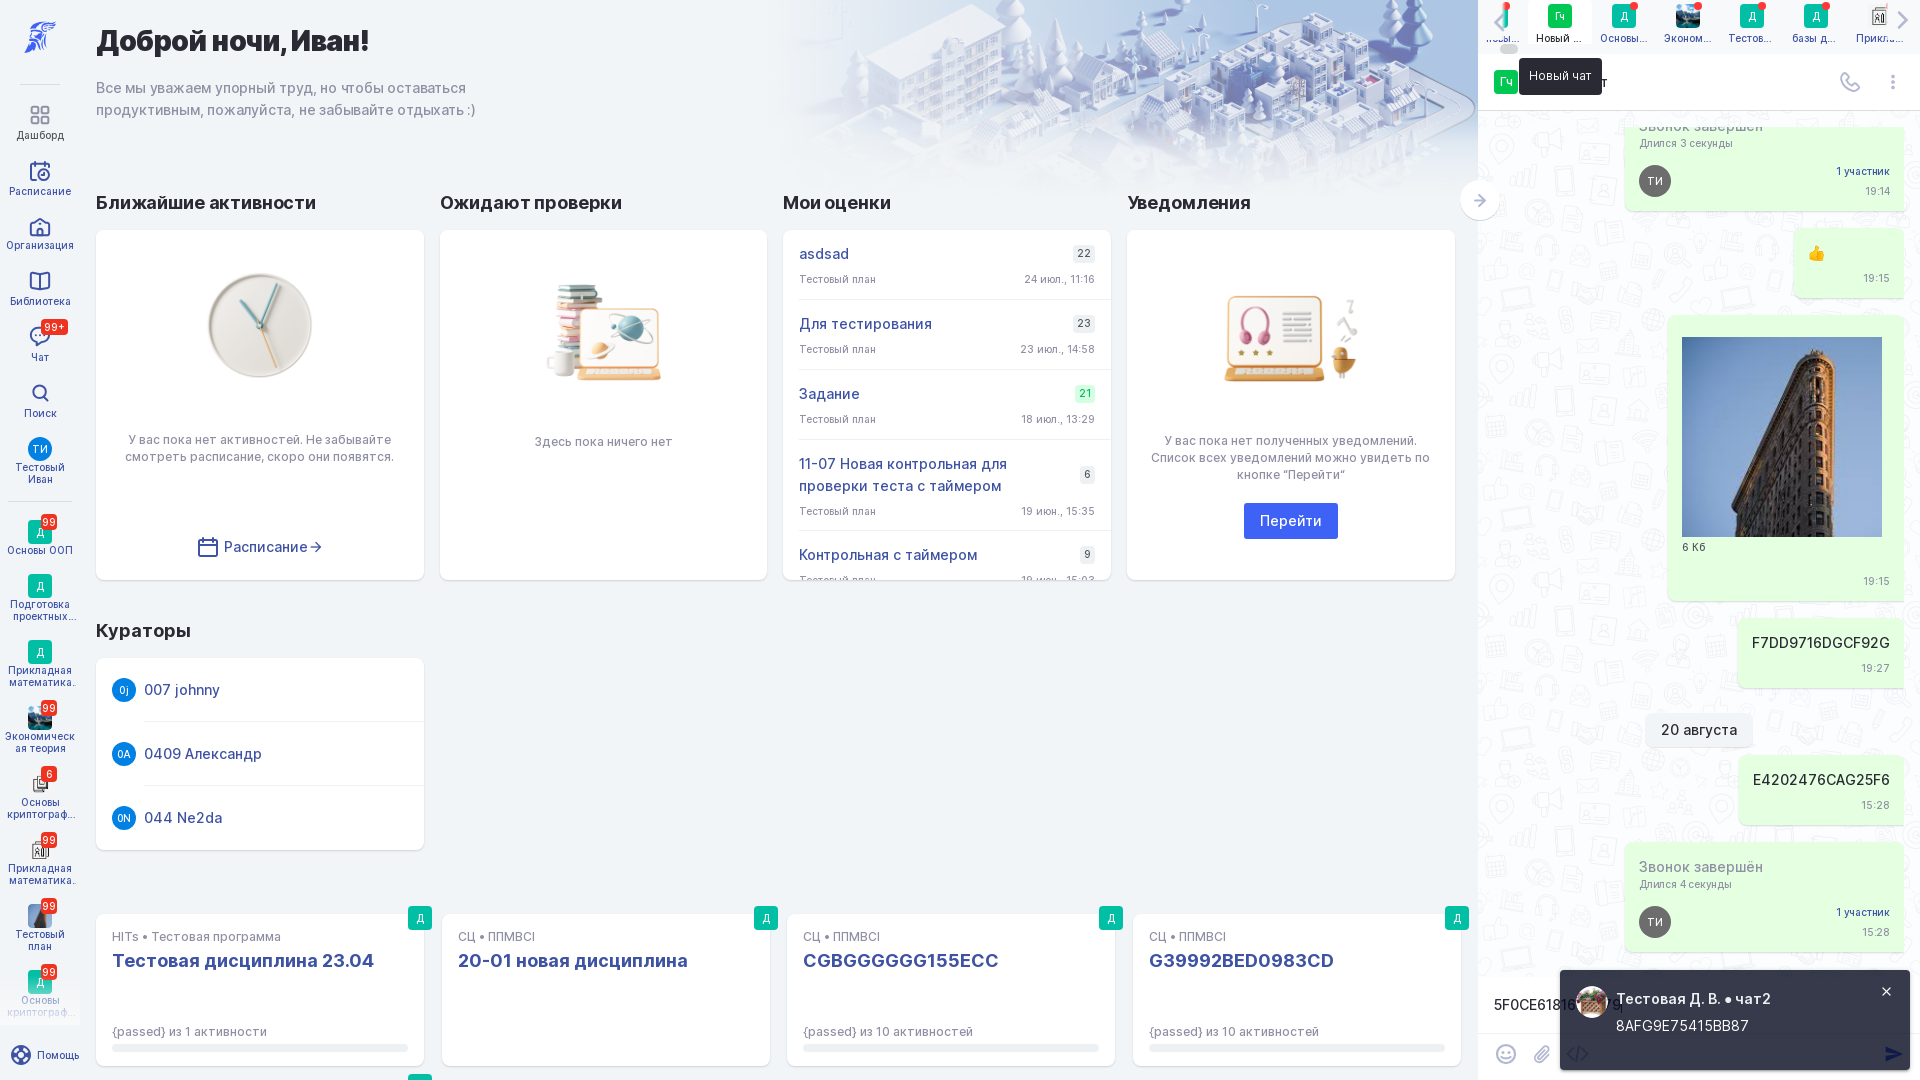 Дашборд
Расписание
Организация
Библиотека
99+
Чат
Поиск
ТИ
Тестовый
Иван
99
Д
Основы ООП
Д
Подготовка
проектных...
Д
Прикладная
математика.
99
Экономическ
ая теория
6
Основы
криптограф...
99
Прикладная
математика.
99
Тестовый
план
99
Д
Основы
криптограф...
Помощь
Доброй ночи, Иван!
Все мы уважаем упорный труд, но чтобы оставаться
продуктивным, пожалуйста, не забывайте отдыхать :)
Ближайшие активности
У вас пока нет активностей. Не забывайте
смотреть расписание, скоро они появятся.
Расписание
Ожидают проверки
Здесь пока ничего нет
Мои оценки
asdsad 22
Тестовый план 24 июл., 11:16
Для тестирования 23
Тестовый план 23 июл., 14:58
Задание 21
Тестовый план 18 июл., 13:29
11-07 Новая контрольная для
проверки теста с таймером 6
Тестовый план 19 июн., 15:35
Контрольная с таймером 9
Тестовый план 19 июн., 15:03
Уведомления
У вас пока нет полученных уведомлений.
Список всех уведомлений можно увидеть по
кнопке “Перейти“
Перейти
Кураторы
0j 007 johnny
0А 0409 Александр
0N 044 Ne2da
Д
HITs • Тестовая программа
Тестовая дисциплина 23.04
{passed} из 1 активности
Д
СЦ • ППМВСІ
20-01 новая дисциплина
Д
СЦ • ППМВСІ
CGBGGGGGG155ECC
{passed} из 10 активностей
Д
СЦ • ППМВСІ
G39992BED0983CD
{passed} из 10 активностей
Гч
Новый ...
Д
Основы...
Эконом...
Д
Тестов...
Д
базы д...
Гч
Новый чат
Звонок завершён
Длился 3 секунды
ТИ
1 участник
19:14
19:15
6 Кб
19:15
F7DD9716DGCF92G
19:27
20 августа
E4202476CAG25F6
15:28
Звонок завершён
Длился 4 секунды
ТИ
1 участник
15:28
Тестовая Д. В. ● чат2
8AFG9E75415BB87